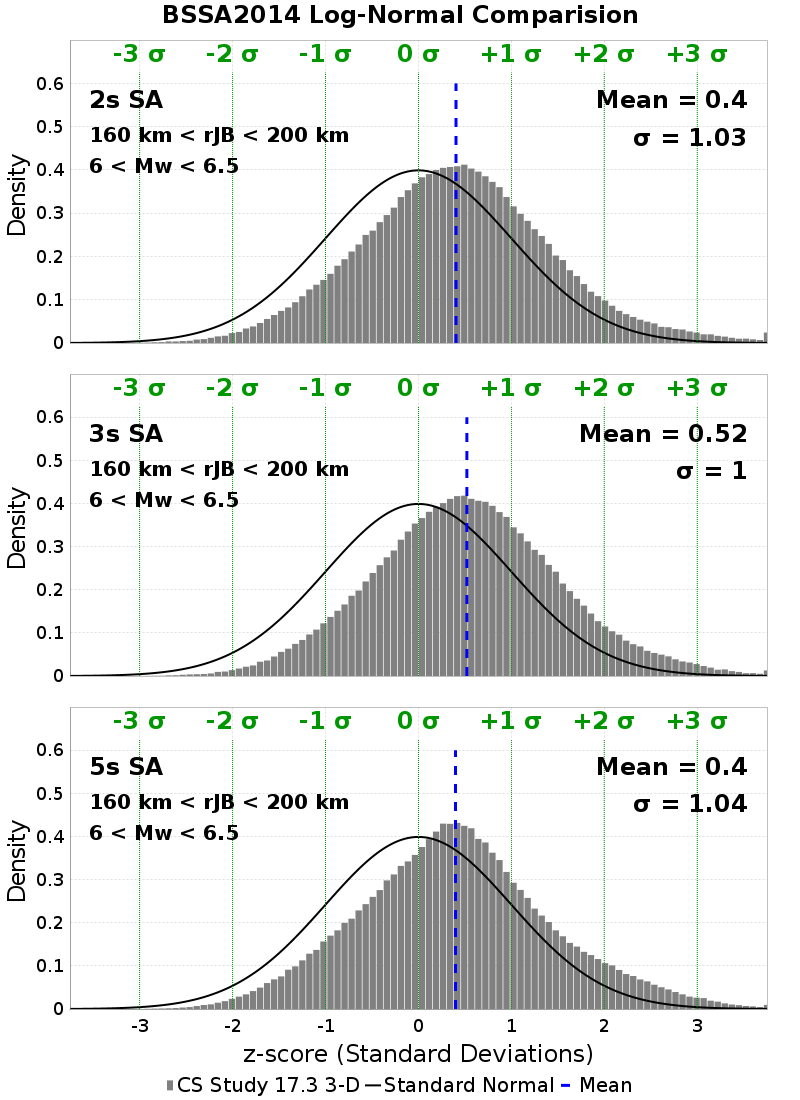 BSSA2014 Log-Normal Comparision
-3 σ -2 σ -1 σ 0 σ +1 σ +2 σ +3 σ
0.6
2s SA Mean = 0.4
0.5
160 km < rJB < 200 km σ = 1.03
6 < Mw < 6.5
0.4
0.3
0.2
0.1
0
Density
-3 σ -2 σ -1 σ 0 σ +1 σ +2 σ +3 σ
0.6
3s SA Mean = 0.52
0.5
160 km < rJB < 200 km σ = 1
6 < Mw < 6.5
0.4
0.3
0.2
0.1
0
Density
-3 σ -2 σ -1 σ 0 σ +1 σ +2 σ +3 σ
0.6
5s SA Mean = 0.4
0.5
160 km < rJB < 200 km σ = 1.04
6 < Mw < 6.5
0.4
0.3
0.2
0.1
0
Density
-3 -2 -1 0 1 2 3
z-score (Standard Deviations)
CS Study 17.3 3-D Standard Normal Mean